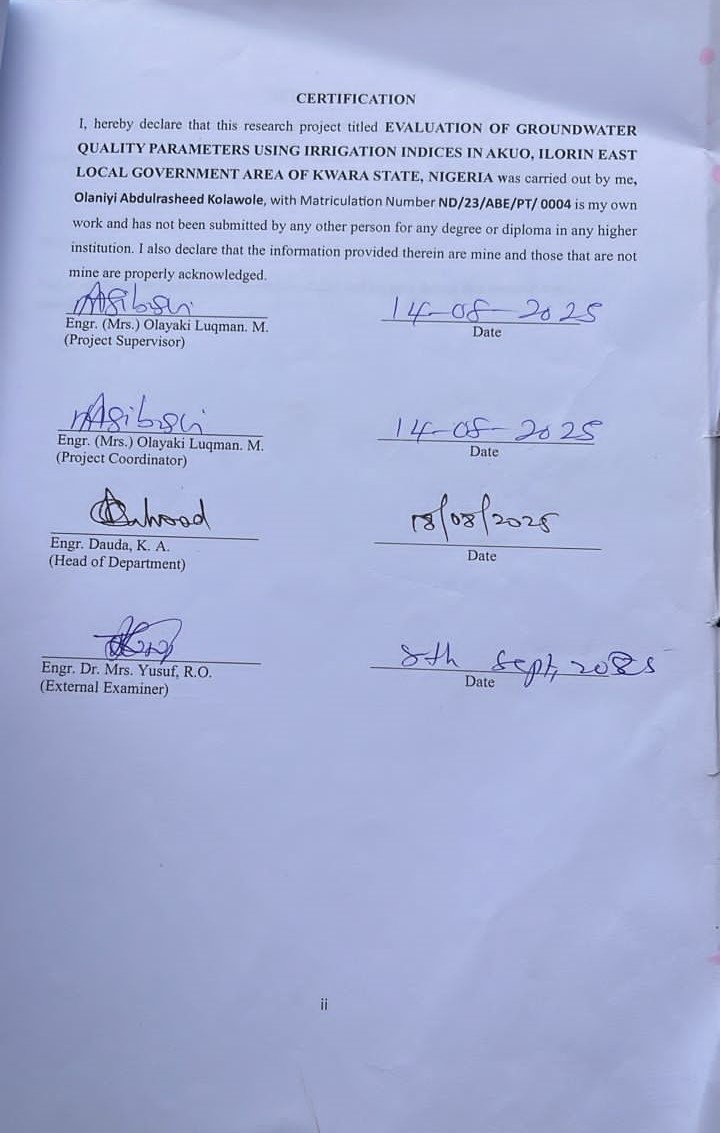 CERTIFICATION
I, hereby declare that this research project titled EVALUATION OF GROUNDWATER
QUALITY PARAMETERS USING IRRIGATION INDICES IN AKUO, ILORIN EAST
LOCAL GOVERNMENT AREA OF KWARA STATE, NIGERIA was carried out by me,
Olaniyi Abdulrasheed Kolawole, with Matriculation Number ND/23/ABE/PT/ 0004 is my own
work and has not been submitted by any other person for any degree or diploma in any higher
institution. I also declare that the information provided therein are mine and those that are not
mine are properly acknowledged.
14-08-2025
Engr. (Mrs.) Olayaki Luqman. M.
Date
(Project Supervisor)
14-08-2025
Engr. (Mrs.) Olayaki Luqman. M.
Date
(Project Coordinator)
18/08/2025
Engr. Dauda, K. A.
Date
(Head of Department)
8th Sept, 2025
Engr. Dr. Mrs. Yusuf, R.O.
Date
(External Examiner)
ii